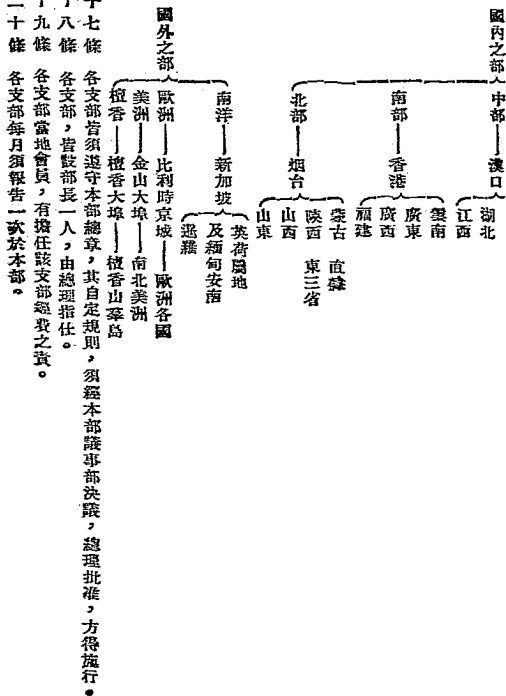 國內之部
中部——漢口
湖北
江西
南部——香港
雲南
廣東
廣西
福建
北部——烟台
蒙古 直隸
陝西 東三省
山西
山東
國外之部
南洋——新加坡
英荷屬地
及緬甸安南
暹羅
歐洲——比利時京城——歐洲各國
美洲——金山大埠——南北美洲
檀香——檀香大埠——檀香山羣島
十七條 各支部皆須遵守本部總章，其自定規則，須經本部議事部決議，總理批准，方得施行。
十八條 各支部，皆設部長一人，由總理指任。
十九條 各支部當地會員，有擔任該支部經費之責。
二十條 各支部每月須報告一次於本部。